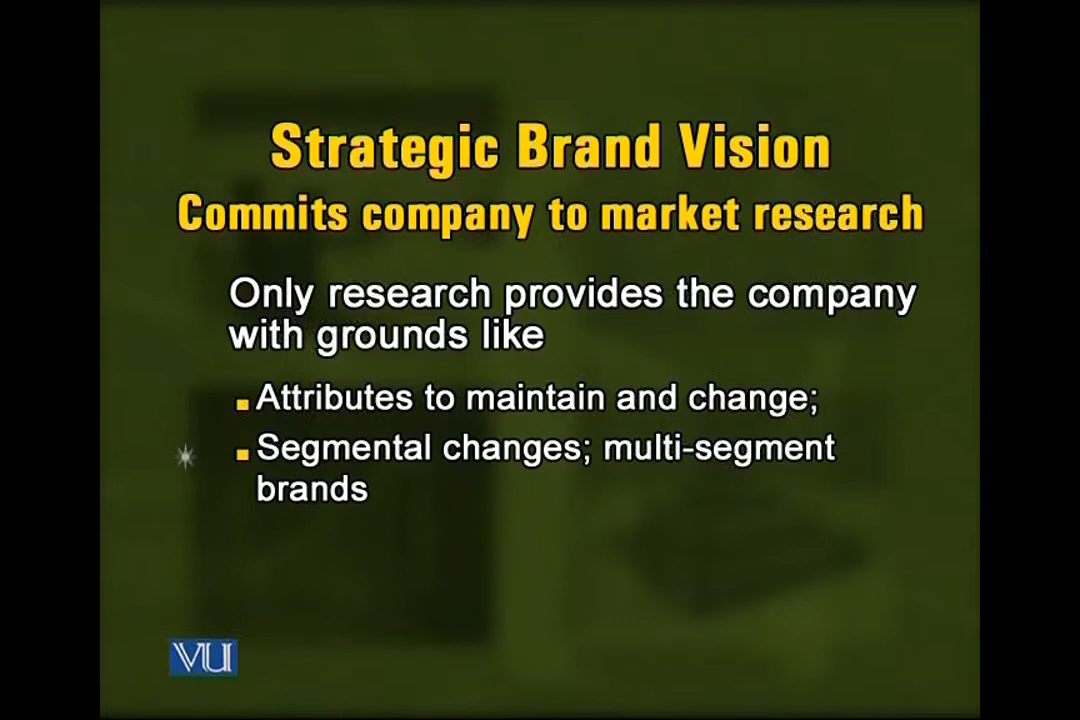 Strategic Brand Vision
Commits company to market research
Only research provides the company
with grounds like
Attributes to maintain and change;
Segmental changes; multi-segment
brands
VU